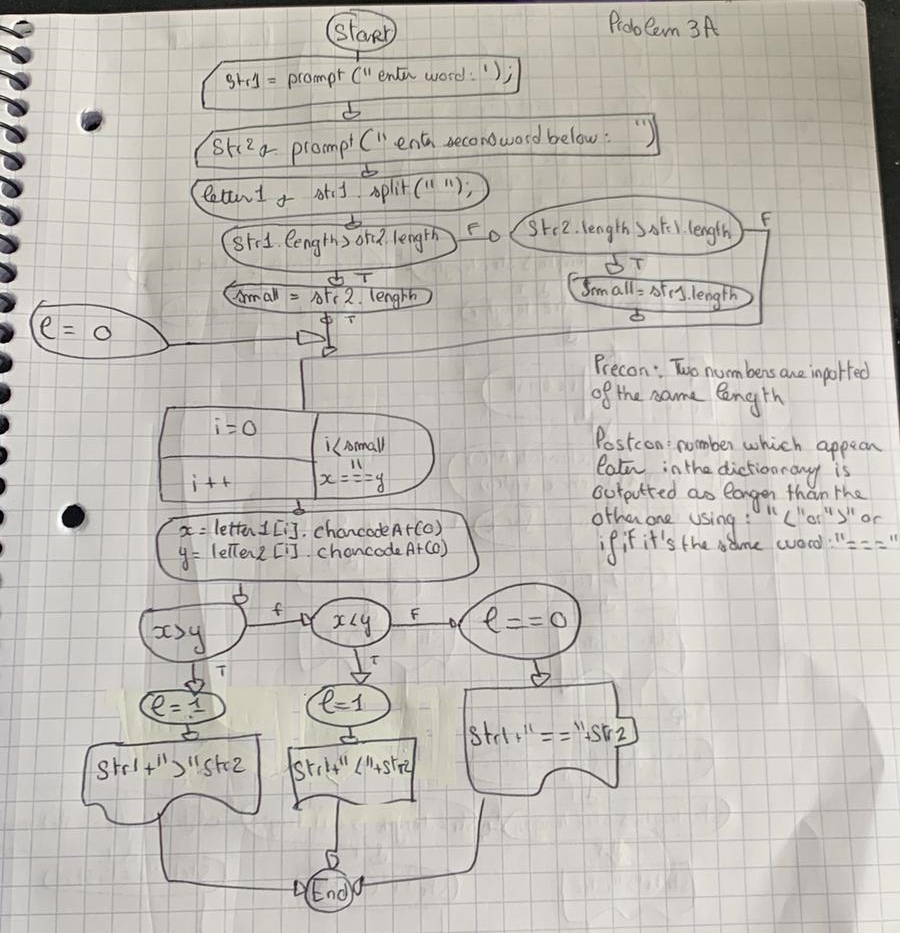 Start
Problem 3A
Str1 = prompt (" enter word: ');
Str2 = prompt (" enter second word below: ")
letter1 = str1. split(" ");
Str1.length > str2.length
F
Str2.length > str1.length
F
T
T
Small = str2.length
Small = str1.length
T
l = 0
Precon: Two numbers are inputted
of the same length
i=0
i<small
"
i++
x===y
Postcon: number which appear
later in the dictionnary is
outputted as larger than the
other one using: "<" or ">" or
if it's the same word: "==="
x = letter1[i]. charcodeAt(0)
y= letter2[i]. charcodeAt(0)
x>y
f
x<y
F
l==0
T
T
l=1
l=1
Str1+">"str2
Str1+"<"+str2
Str1+"=="+Str2
End